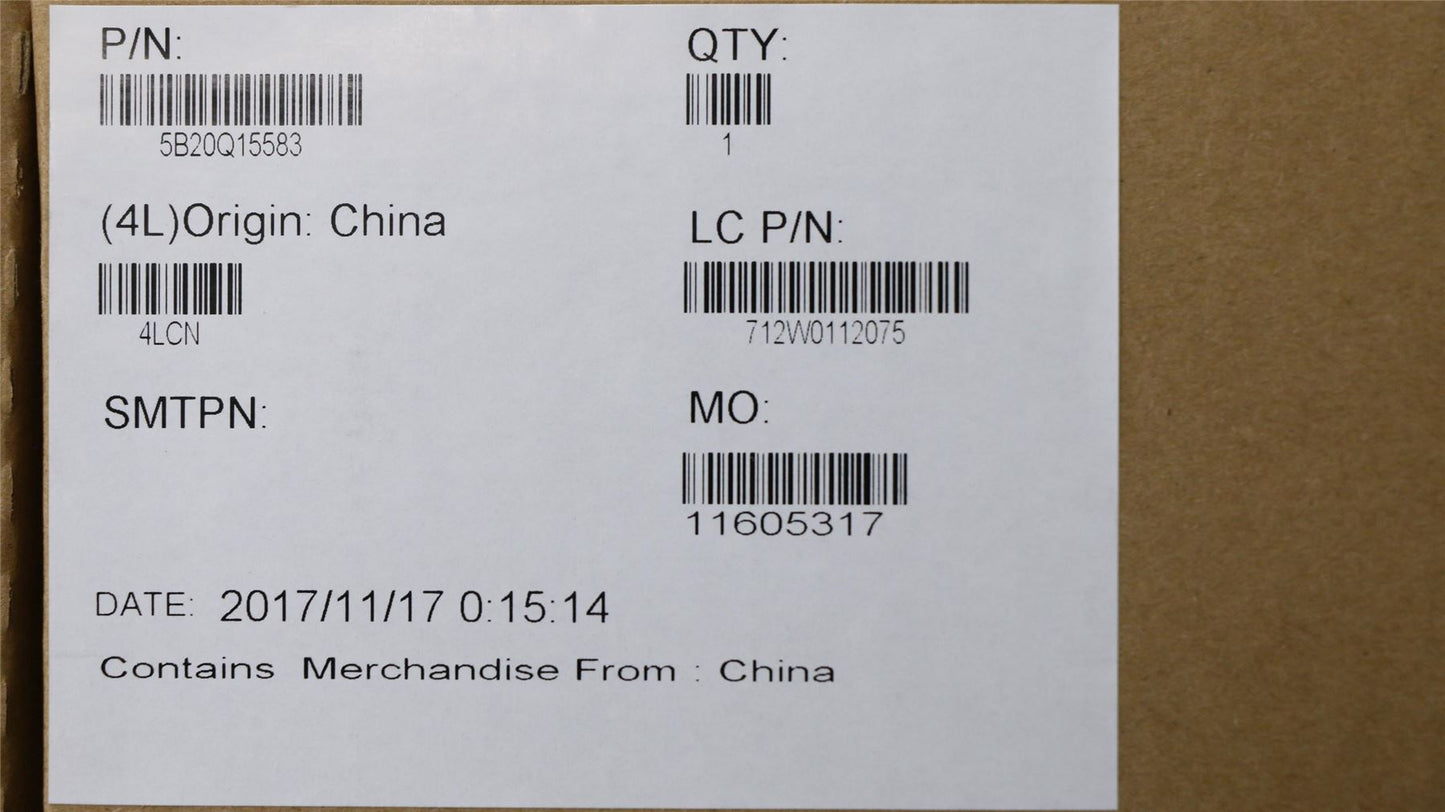 P/N:
5B20Q15583
QTY:
1
(4L)Origin: China
4LCN
LC P/N:
712W0112075
SMTPN:
MO:
11605317
DATE: 2017/11/17 0:15:14
Contains Merchandise From : China